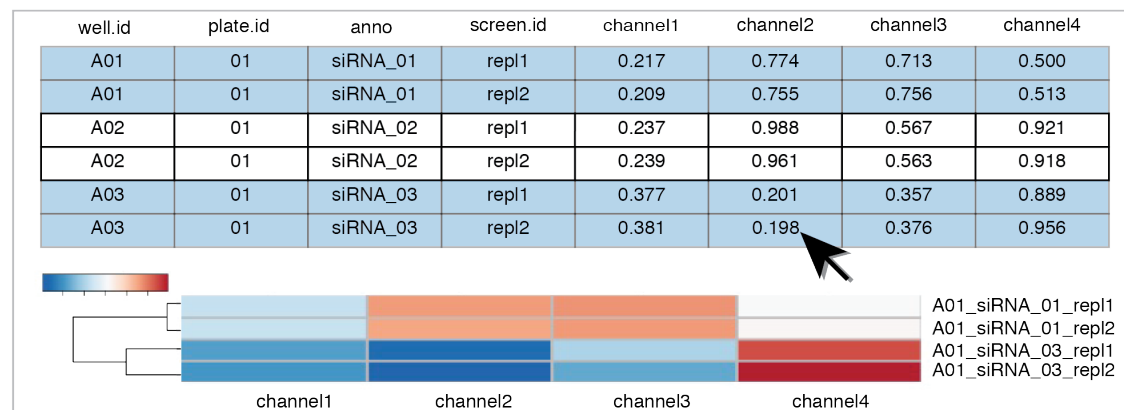 well.id plate.id anno screen.id channel1 channel2 channel3 channel4
A01 01 siRNA_01 repl1 0.217 0.774 0.713 0.500
A01 01 siRNA_01 repl2 0.209 0.755 0.756 0.513
A02 01 siRNA_02 repl1 0.237 0.988 0.567 0.921
A02 01 siRNA_02 repl2 0.239 0.961 0.563 0.918
A03 01 siRNA_03 repl1 0.377 0.201 0.357 0.889
A03 01 siRNA_03 repl2 0.381 0.198 0.376 0.956
A01_siRNA_01_repl1
A01_siRNA_01_repl2
A01_siRNA_03_repl1
A01_siRNA_03_repl2
channel1 channel2 channel3 channel4